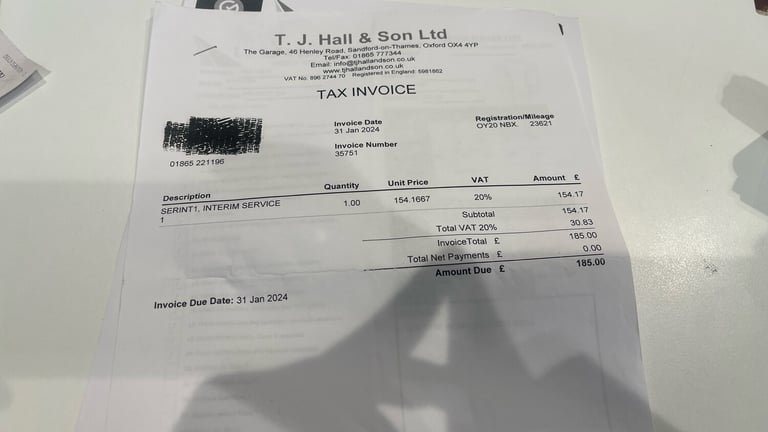 T. J. Hall & Son Ltd
The Garage, 46 Henley Road, Sandford-on-Thames, Oxford OX4 4YP
Tel/Fax: 01865 777344
Email: info@tjhallandson.co.uk
www.tjhallandson.co.uk
VAT No. 896 2744 70 Registered in England: 5981662
TAX INVOICE
Invoice Date
31 Jan 2024
Registration/Mileage
OY20 NBX. 23621
Invoice Number
35751
01865 221196
Description Quantity Unit Price VAT Amount £
SERINT1, INTERIM SERVICE 1.00 154.1667 20% 154.17
1
Subtotal 154.17
Total VAT 20% 30.83
InvoiceTotal £ 185.00
Total Net Payments £ 0.00
Amount Due £ 185.00
Invoice Due Date: 31 Jan 2024